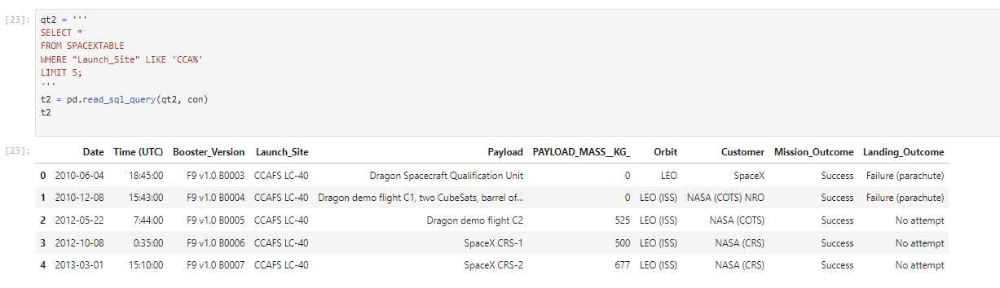 [23]: qt2 = '''
SELECT *
FROM SPACEXTABLE
WHERE "Launch_Site" LIKE 'CCA%'
LIMIT 5;
'''
t2 = pd.read_sql_query(qt2, con)
t2
[23]: Date Time (UTC) Booster_Version Launch_Site Payload PAYLOAD_MASS__KG_ Orbit Customer Mission_Outcome Landing_Outcome
0 2010-06-04 18:45:00 F9 v1.0 B0003 CCAFS LC-40 Dragon Spacecraft Qualification Unit 0 LEO SpaceX Success Failure (parachute)
1 2010-12-08 15:43:00 F9 v1.0 B0004 CCAFS LC-40 Dragon demo flight C1, two CubeSats, barrel of... 0 LEO (ISS) NASA (COTS) NRO Success Failure (parachute)
2 2012-05-22 7:44:00 F9 v1.0 B0005 CCAFS LC-40 Dragon demo flight C2 525 LEO (ISS) NASA (COTS) Success No attempt
3 2012-10-08 0:35:00 F9 v1.0 B0006 CCAFS LC-40 SpaceX CRS-1 500 LEO (ISS) NASA (CRS) Success No attempt
4 2013-03-01 15:10:00 F9 v1.0 B0007 CCAFS LC-40 SpaceX CRS-2 677 LEO (ISS) NASA (CRS) Success No attempt